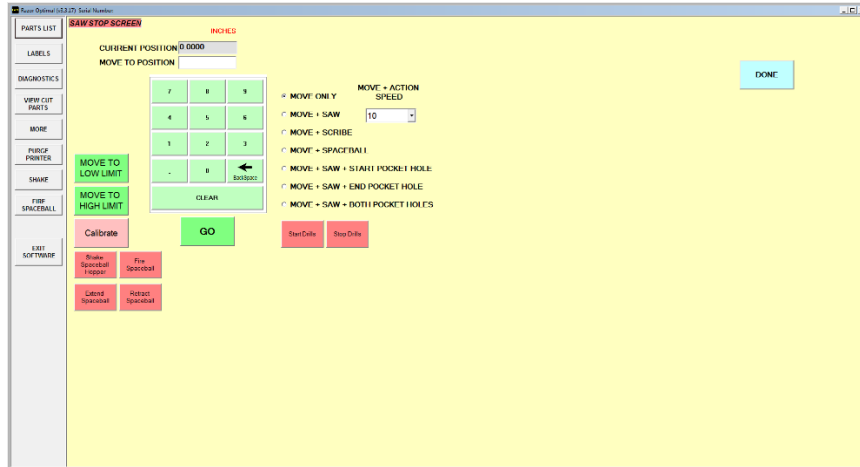 Razor Optimal Serial Number
PARTS LIST
LABELS
DIAGNOSTICS
VIEW CUT
PARTS
MORE
PURGE
PRINTER
SHAKE
FIRE
SPACEBALL
EXIT
SOFTWARE
SAW STOP SCREEN
INCHES
CURRENT POSITION 0.0000
MOVE TO POSITION
7 8 9
4 5 6
1 2 3
. 0 BackSpace
CLEAR
MOVE TO
LOW LIMIT
MOVE TO
HIGH LIMIT
Calibrate
GO
Shake
Spaceball
Hopper
Fire
Spaceball
Extend
Spaceball
Retract
Spaceball
MOVE + ACTION
SPEED
10
MOVE ONLY
MOVE + SAW
MOVE + SCRIBE
MOVE + SPACEBALL
MOVE + SAW + START POCKET HOLE
MOVE + SAW + END POCKET HOLE
MOVE + SAW + BOTH POCKET HOLES
Start Drills
Stop Drills
DONE